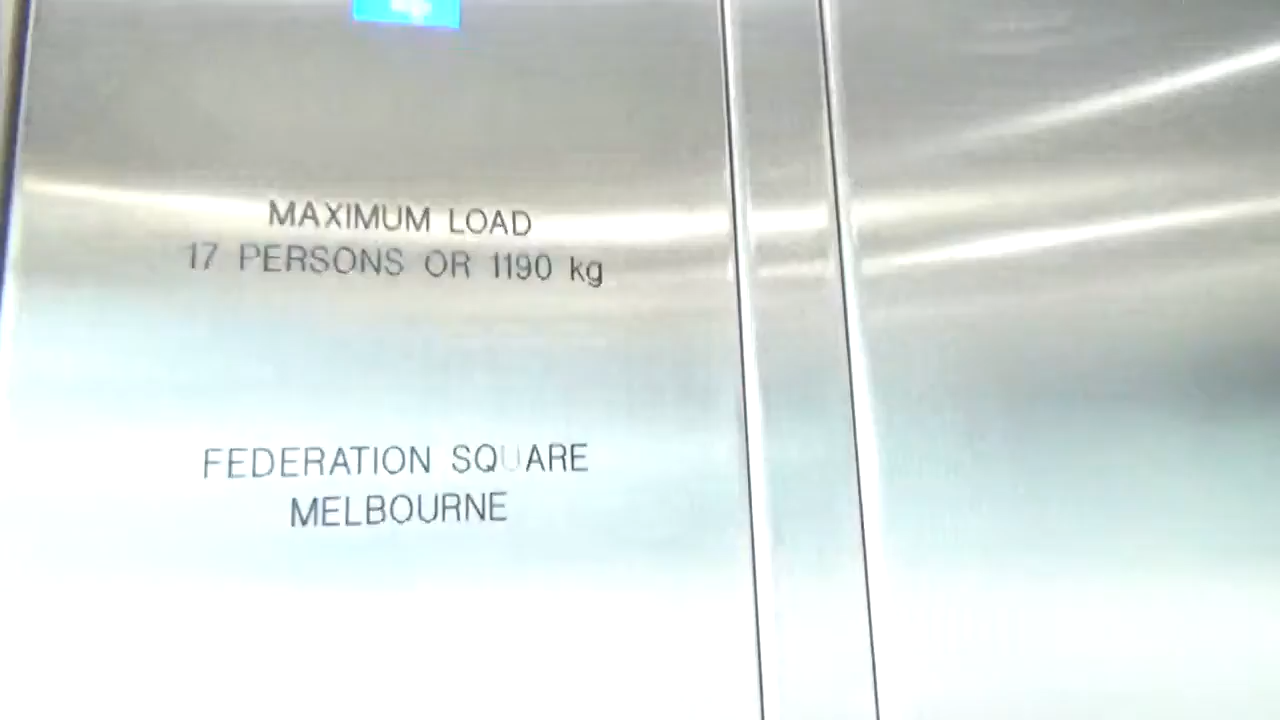 MAXIMUM LOAD
17 PERSONS OR 1190 kg
FEDERATION SQUARE
MELBOURNE